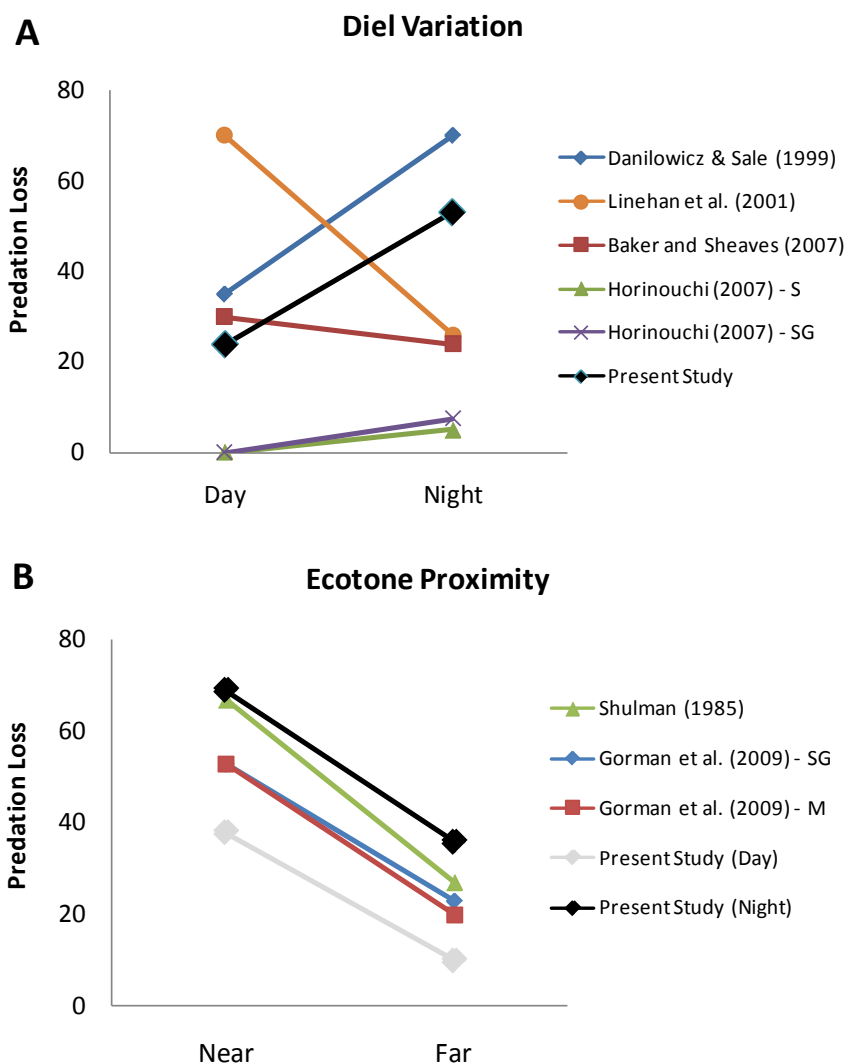 A
Diel Variation
Predation Loss
80
60
40
20
0
Day
Night
Danilowicz & Sale (1999)
Linehan et al. (2001)
Baker and Sheaves (2007)
Horinouchi (2007) - S
Horinouchi (2007) - SG
Present Study
B
Ecotone Proximity
Predation Loss
80
60
40
20
0
Near
Far
Shulman (1985)
Gorman et al. (2009) - SG
Gorman et al. (2009) - M
Present Study (Day)
Present Study (Night)